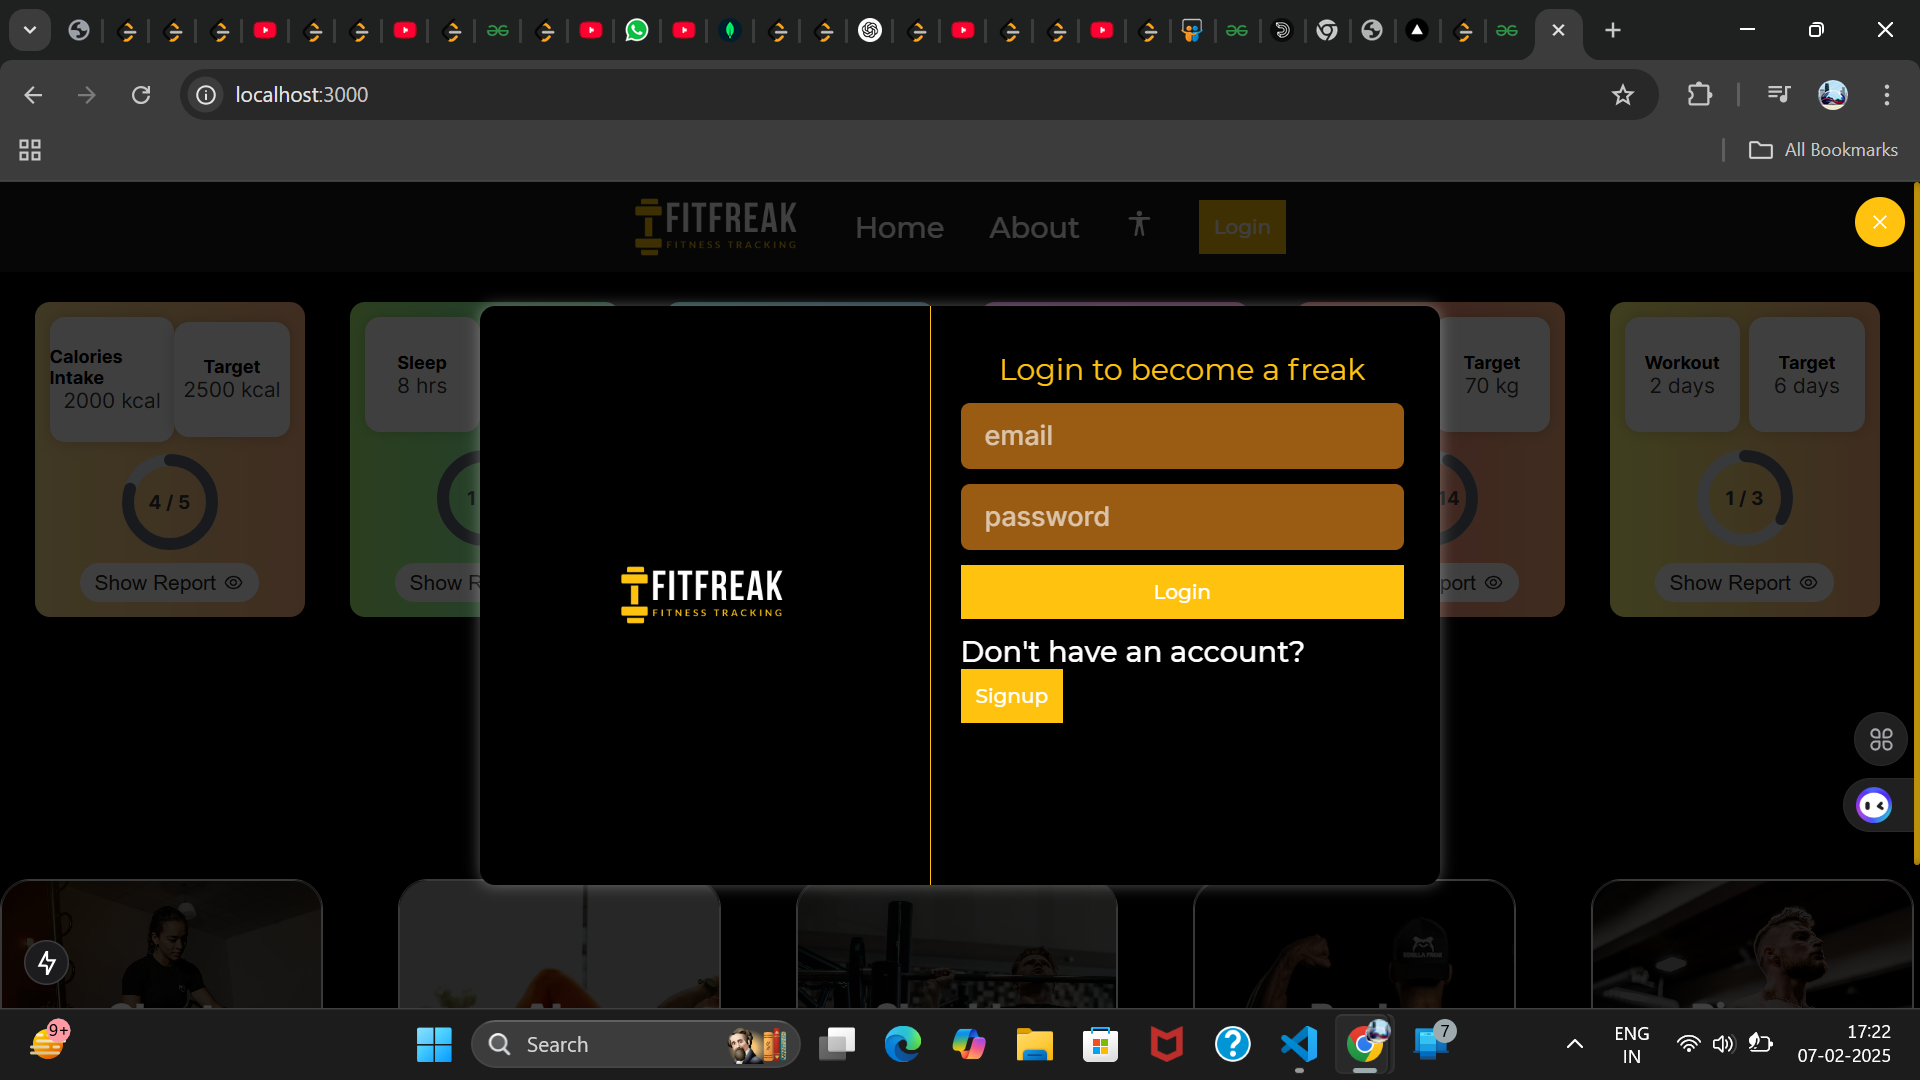 localhost:3000
All Bookmarks
FITFREAK
FITNESS TRACKING
Home
About
Login
Calories
Intake
2000 kcal
Target
2500 kcal
4 / 5
Show Report
Sleep
8 hrs
1
Show R
Target
70 kg
14
port
Workout
2 days
Target
6 days
1 / 3
Show Report
FITFREAK
FITNESS TRACKING
Login to become a freak
email
password
Login
Don't have an account?
Signup
9+
Search
7
ENG
IN
17:22
07-02-2025